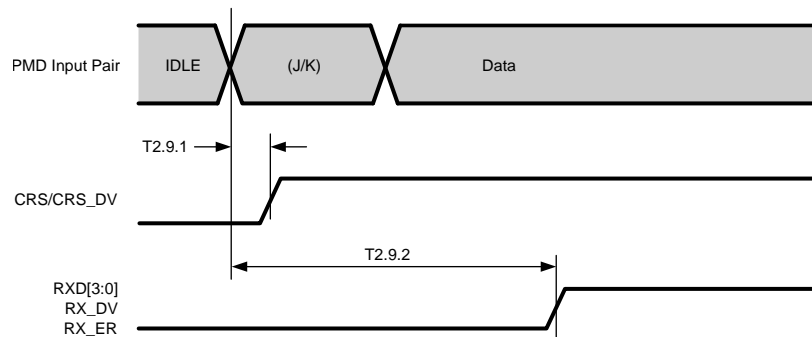 PMD Input Pair
IDLE
(J/K)
Data
T2.9.1
CRS/CRS_DV
T2.9.2
RXD[3:0]
RX_DV
RX_ER